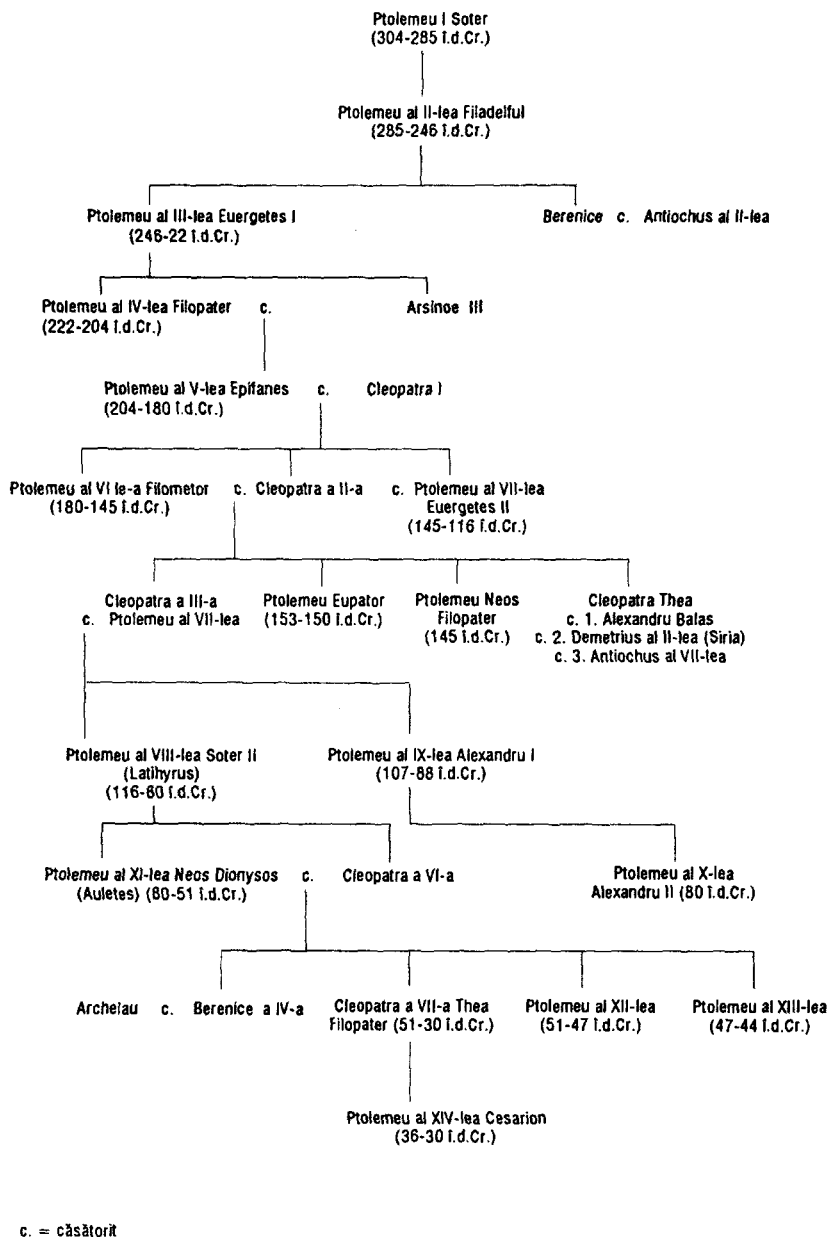 Ptolemeu I Soter
(304-285 î.d.Cr.)
Ptolemeu al II-lea Filadelful
(285-246 î.d.Cr.)
Ptolemeu al III-lea Euergetes I
(246-22 î.d.Cr.)
Berenice c. Antiochus al II-lea
Ptolemeu al IV-lea Filopater c. Arsinoe III
(222-204 î.d.Cr.)
Ptolemeu al V-lea Epifanes c. Cleopatra I
(204-180 î.d.Cr.)
Ptolemeu al VI le-a Filometor c. Cleopatra a II-a c. Ptolemeu al VII-lea
(180-145 î.d.Cr.) Euergetes II
(145-116 î.d.Cr.)
Cleopatra a III-a
c. Ptolemeu al VII-lea
Ptolemeu Eupator
(153-150 î.d.Cr.)
Ptolemeu Neos
Filopater
(145 î.d.Cr.)
Cleopatra Thea
c. 1. Alexandru Balas
c. 2. Demetrius al II-lea (Siria)
c. 3. Antiochus al VII-lea
Ptolemeu al VIII-lea Soter II
(Latihyrus)
(116-80 î.d.Cr.)
Ptolemeu al IX-lea Alexandru I
(107-88 î.d.Cr.)
Ptolemeu al XI-lea Neos Dionysos c. Cleopatra a VI-a
(Auletes) (80-51 î.d.Cr.)
Ptolemeu al X-lea
Alexandru II (80 î.d.Cr.)
Archelau c. Berenice a IV-a
Cleopatra a VII-a Thea
Filopater (51-30 î.d.Cr.)
Ptolemeu al XII-lea
(51-47 î.d.Cr.)
Ptolemeu al XIII-lea
(47-44 î.d.Cr.)
Ptolemeu al XIV-lea Cesarion
(36-30 î.d.Cr.)
c. = căsătorit